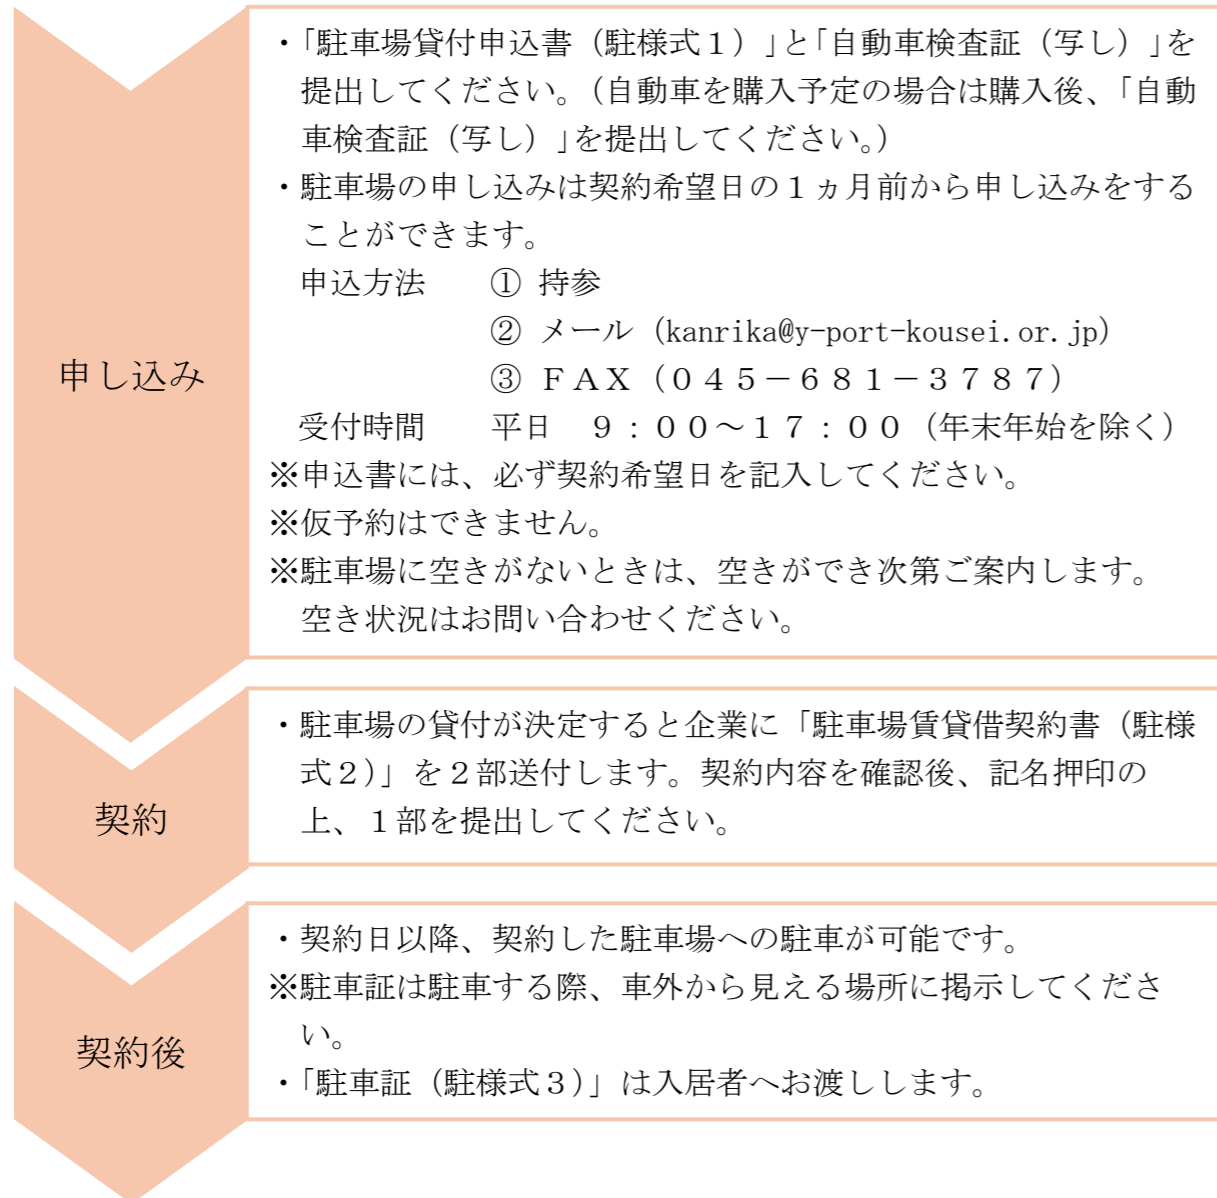 申し込み
・「駐車場貸付申込書（駐様式１）」と「自動車検査証（写し）」を
提出してください。（自動車を購入予定の場合は購入後、「自動
車検査証（写し）」を提出してください。）
・駐車場の申し込みは契約希望日の１ヵ月前から申し込みをする
ことができます。
申込方法　① 持参
② メール（kanrika@y-port-kousei.or.jp）
③ ＦＡＸ（０４５－６８１－３７８７）
受付時間　平日　９：００～１７：００（年末年始を除く）
※申込書には、必ず契約希望日を記入してください。
※仮予約はできません。
※駐車場に空きがないときは、空きができ次第ご案内します。
空き状況はお問い合わせください。
契約
・駐車場の貸付が決定すると企業に「駐車場賃貸借契約書（駐様
式２）」を２部送付します。契約内容を確認後、記名押印の
上、１部を提出してください。
契約後
・契約日以降、契約した駐車場への駐車が可能です。
※駐車証は駐車する際、車外から見える場所に掲示してくださ
い。
・「駐車証（駐様式３）」は入居者へお渡しします。